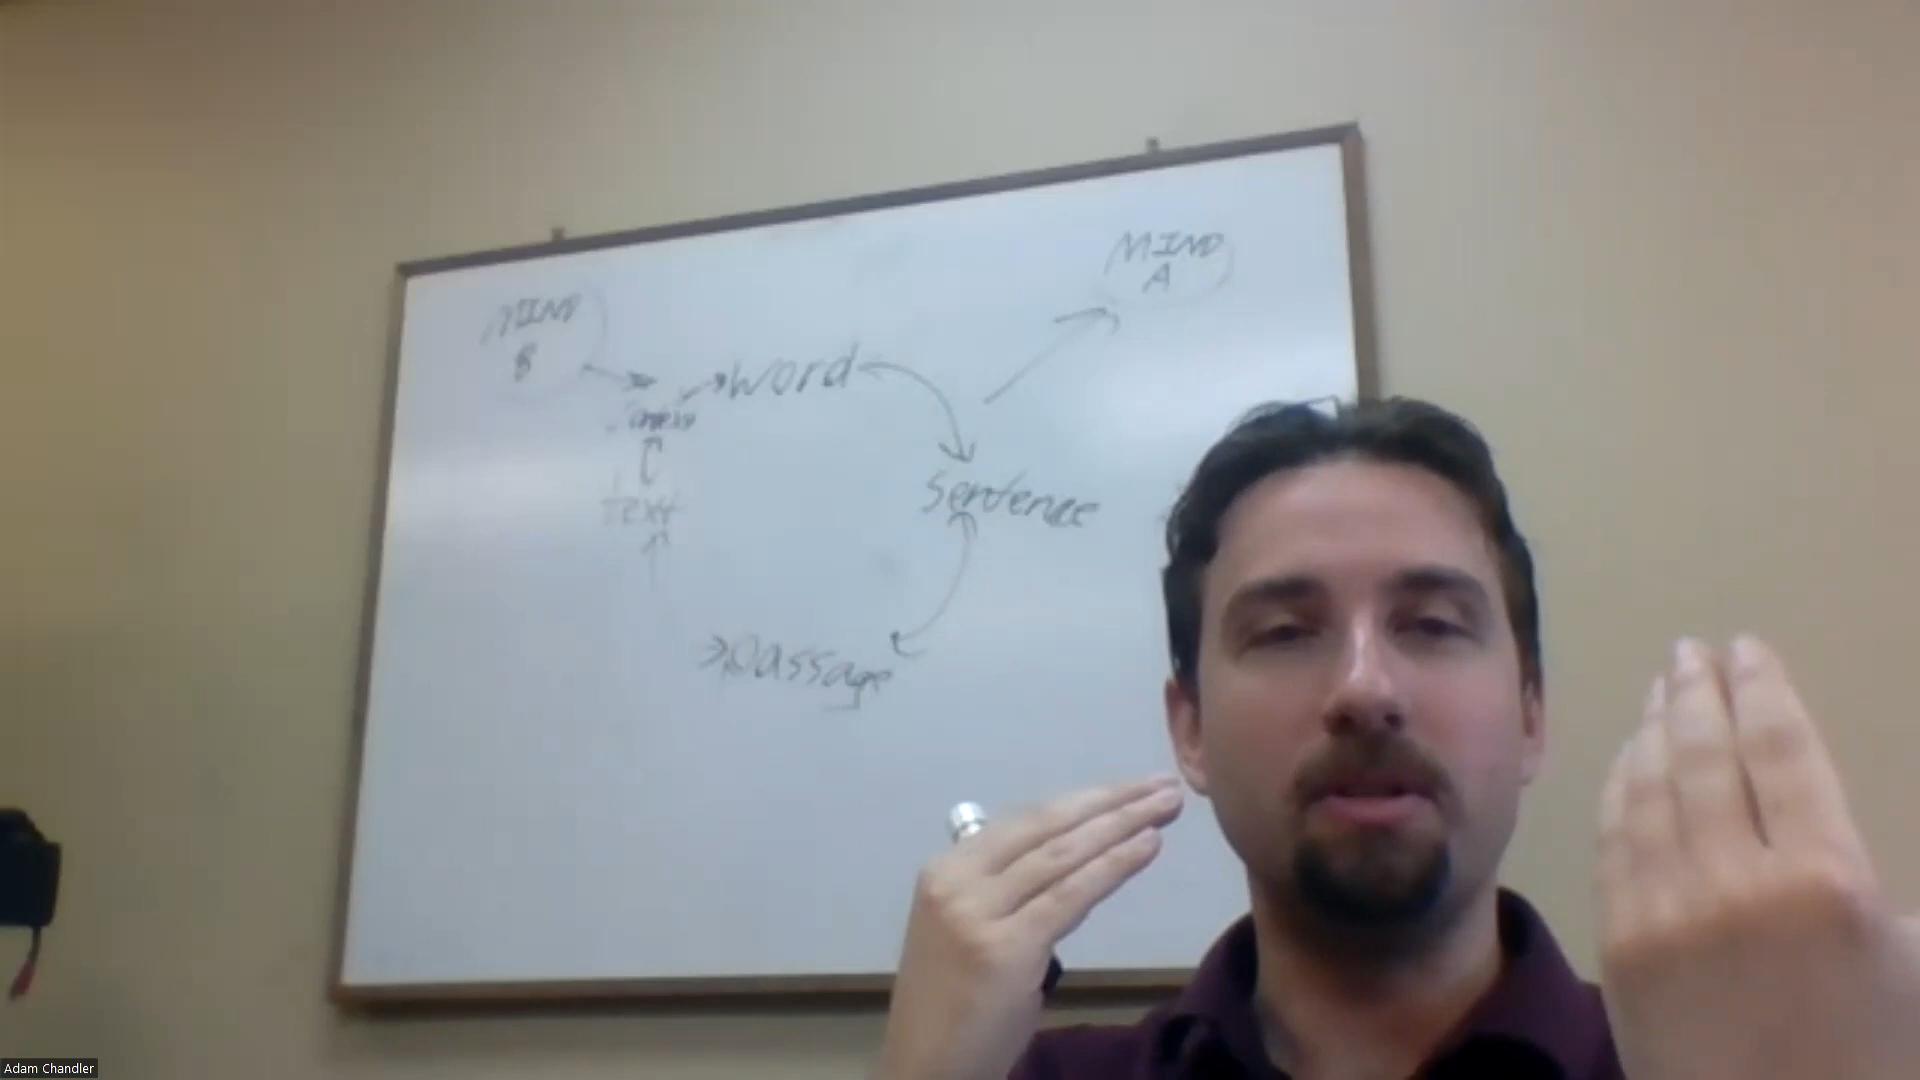 MIND
A
MIND
B
Word
Sentence
Text
Passage
Adam Chandler